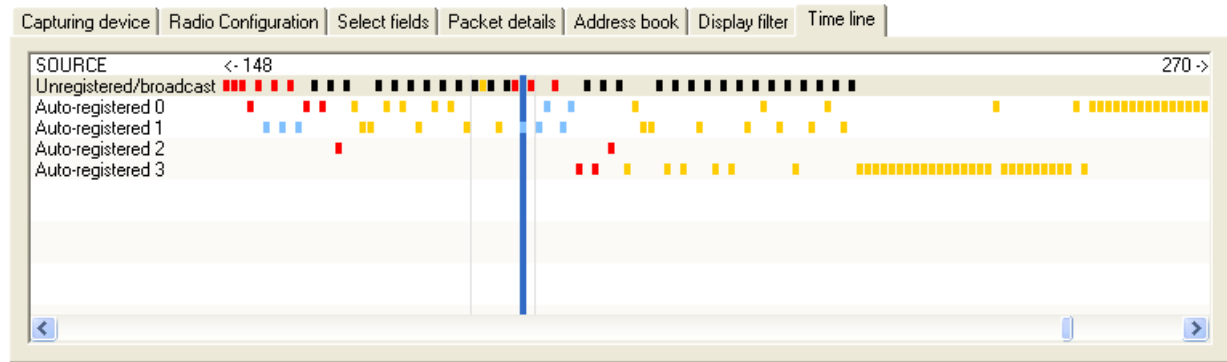 Capturing device Radio Configuration Select fields Packet details Address book Display filter Time line
SOURCE <- 148 270 ->
Unregistered/broadcast
Auto-registered 0
Auto-registered 1
Auto-registered 2
Auto-registered 3